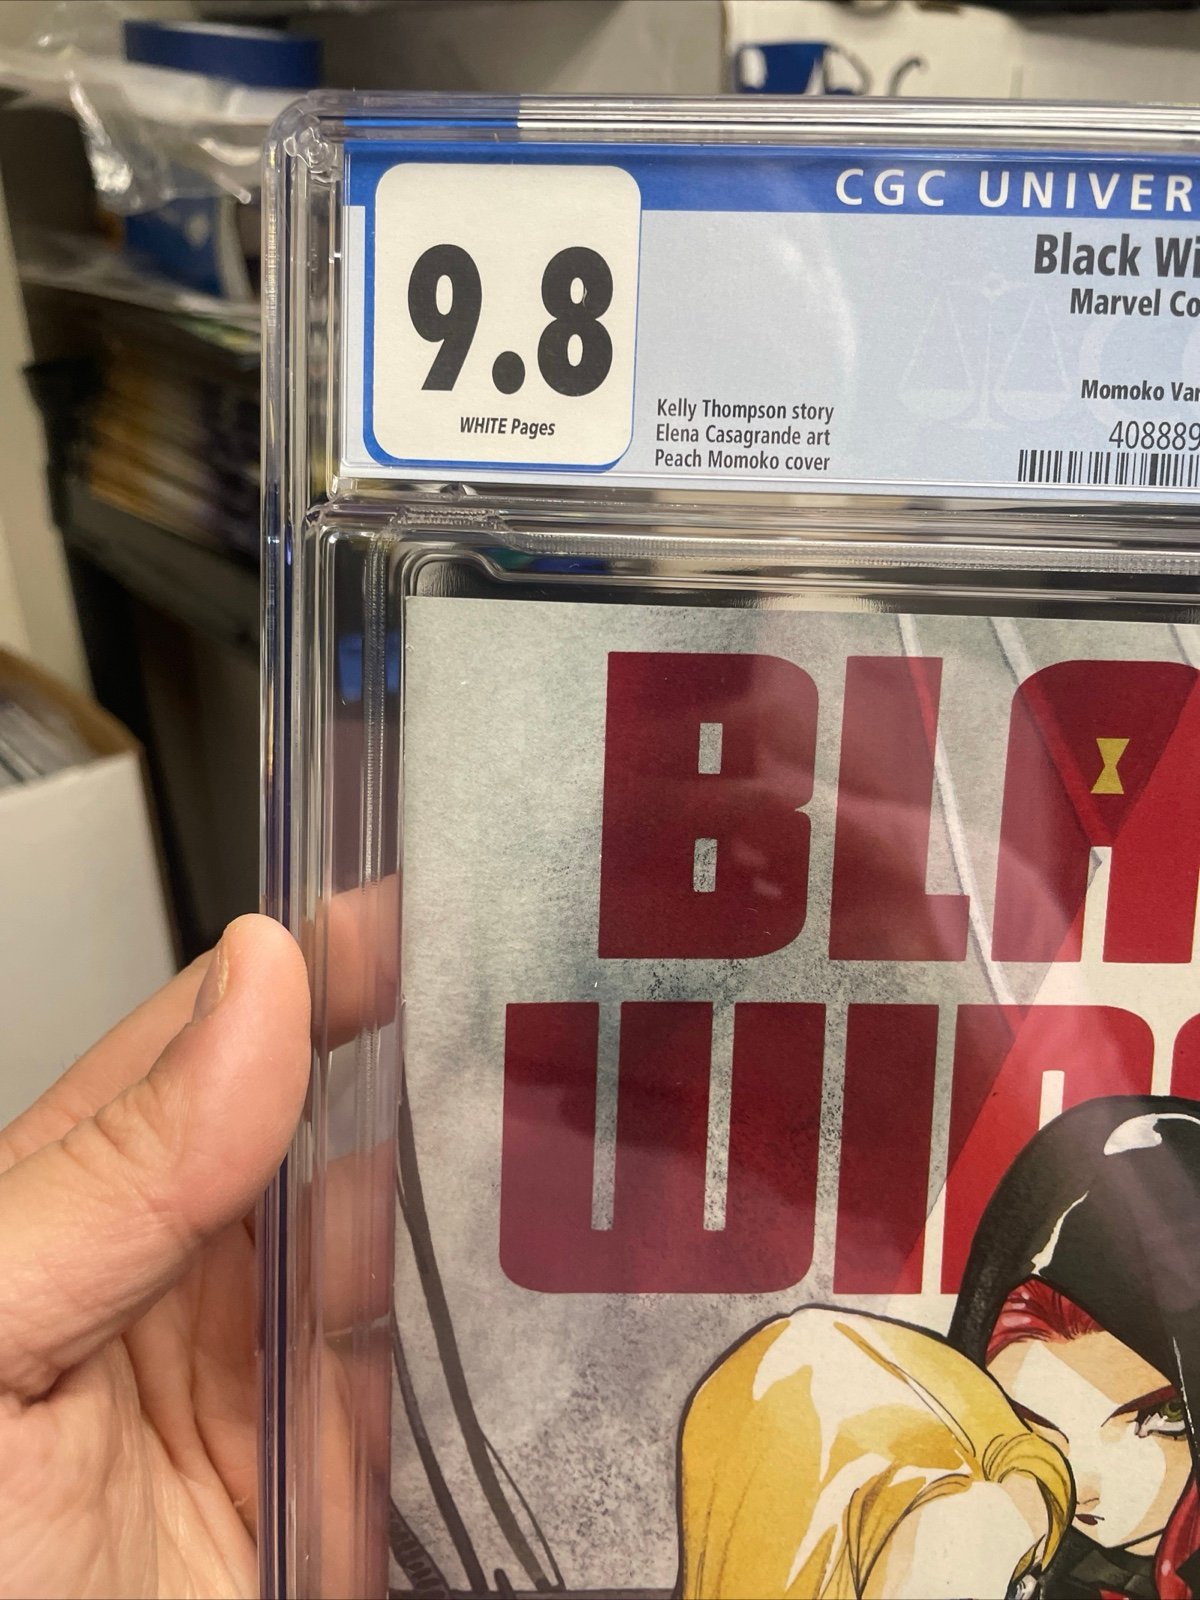 CGC UNIVER
9.8
WHITE Pages
Black Wi
Marvel Co
Momoko Var
408889
Kelly Thompson story
Elena Casagrande art
Peach Momoko cover
BLA
WID